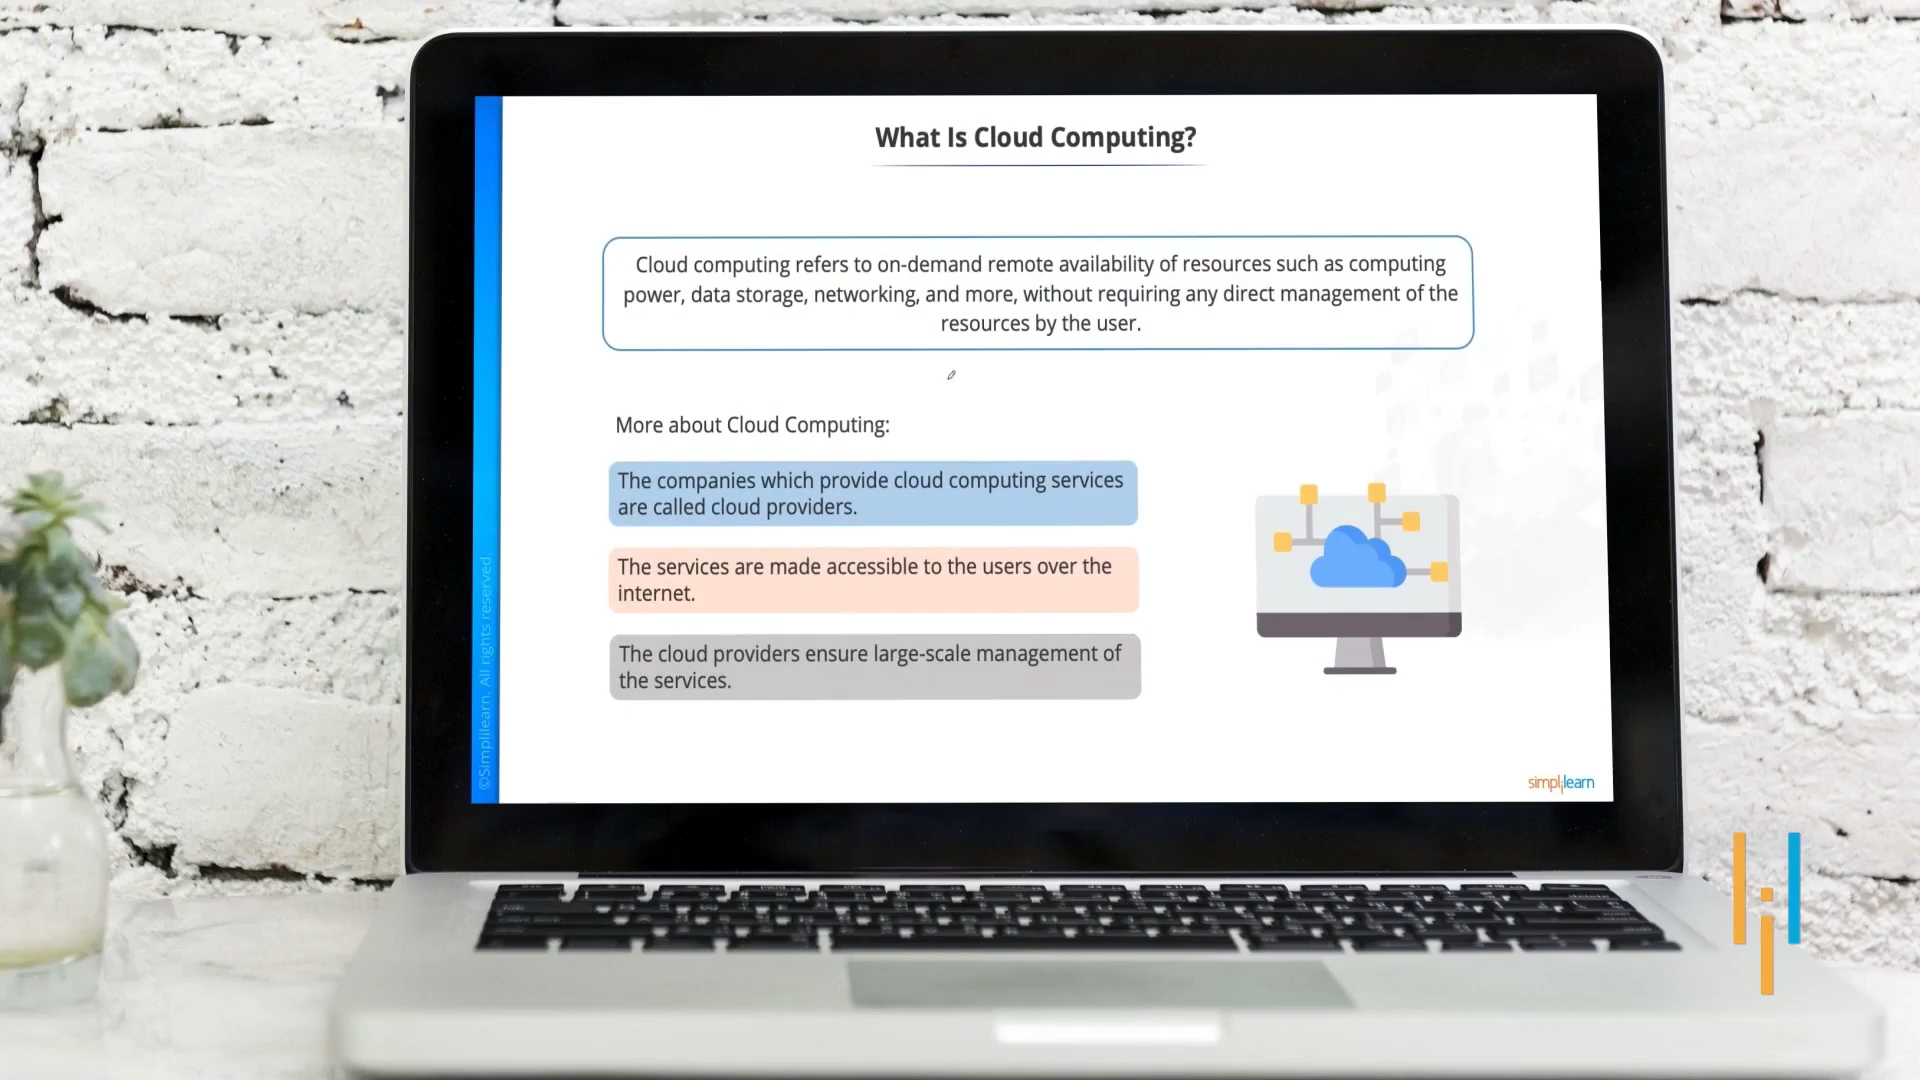 What Is Cloud Computing?
Cloud computing refers to on-demand remote availability of resources such as computing
power, data storage, networking, and more, without requiring any direct management of the
resources by the user.
More about Cloud Computing:
The companies which provide cloud computing services
are called cloud providers.
The services are made accessible to the users over the
internet.
The cloud providers ensure large-scale management of
the services.
©Simplilearn. All rights reserved.
simplilearn